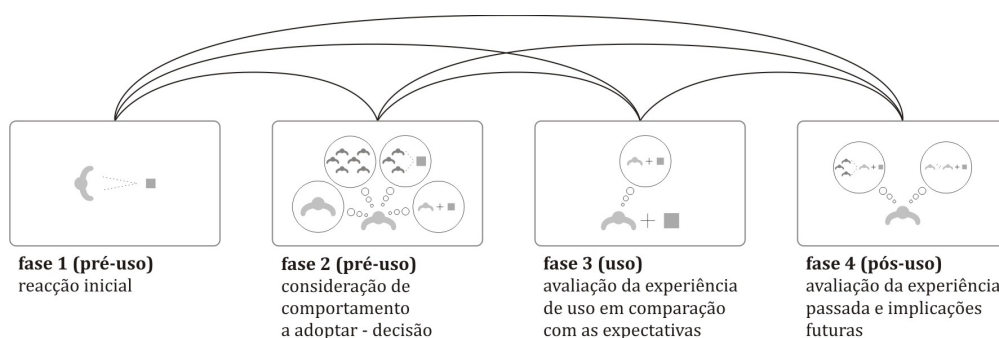 fase 1 (pré-uso)
reacção inicial
fase 2 (pré-uso)
consideração de
comportamento
a adoptar - decisão
fase 3 (uso)
avaliação da experiência
de uso em comparação
com as expectativas
fase 4 (pós-uso)
avaliação da experiência
passada e implicações
futuras